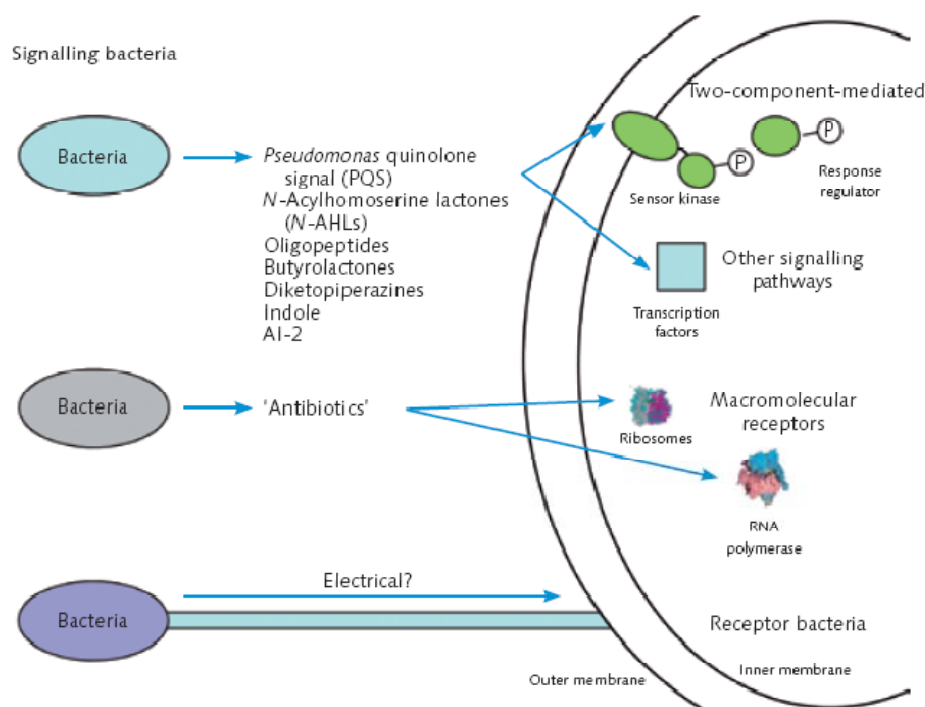 Signalling bacteria
Bacteria
Pseudomonas quinolone
signal (PQS)
N-Acylhomoserine lactones
(N-AHLs)
Oligopeptides
Butyrolactones
Diketopiperazines
Indole
AI-2
Two-component-mediated
P
P
Sensor kinase
Response
regulator
Other signalling
pathways
Transcription
factors
Bacteria
'Antibiotics'
Ribosomes
Macromolecular
receptors
RNA
polymerase
Bacteria
Electrical?
Receptor bacteria
Outer membrane
Inner membrane